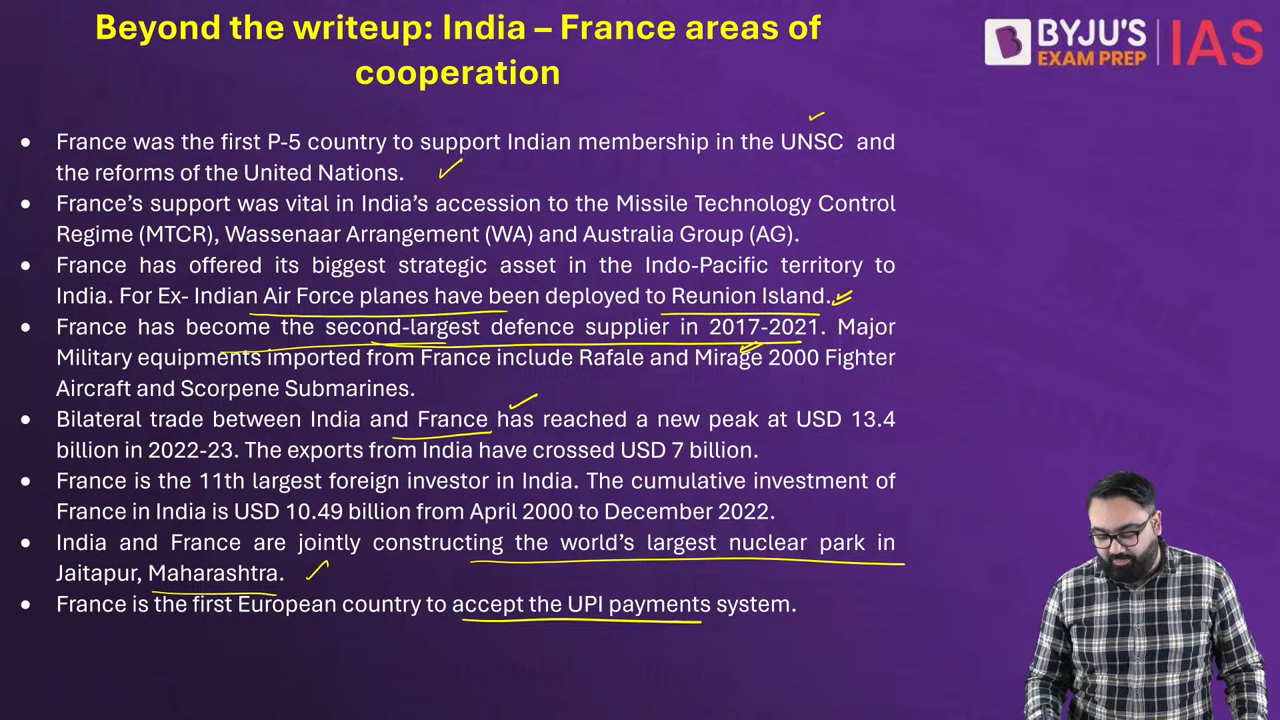 Beyond the writeup: India – France areas of
cooperation
BYJU'S
EXAM PREP
IAS
• France was the first P-5 country to support Indian membership in the UNSC and
the reforms of the United Nations.
• France's support was vital in India's accession to the Missile Technology Control
Regime (MTCR), Wassenaar Arrangement (WA) and Australia Group (AG).
• France has offered its biggest strategic asset in the Indo-Pacific territory to
India. For Ex- Indian Air Force planes have been deployed to Reunion Island.
• France has become the second-largest defence supplier in 2017-2021. Major
Military equipments imported from France include Rafale and Mirage 2000 Fighter
Aircraft and Scorpene Submarines.
• Bilateral trade between India and France has reached a new peak at USD 13.4
billion in 2022-23. The exports from India have crossed USD 7 billion.
• France is the 11th largest foreign investor in India. The cumulative investment of
France in India is USD 10.49 billion from April 2000 to December 2022.
• India and France are jointly constructing the world's largest nuclear park in
Jaitapur, Maharashtra.
• France is the first European country to accept the UPI payments system.